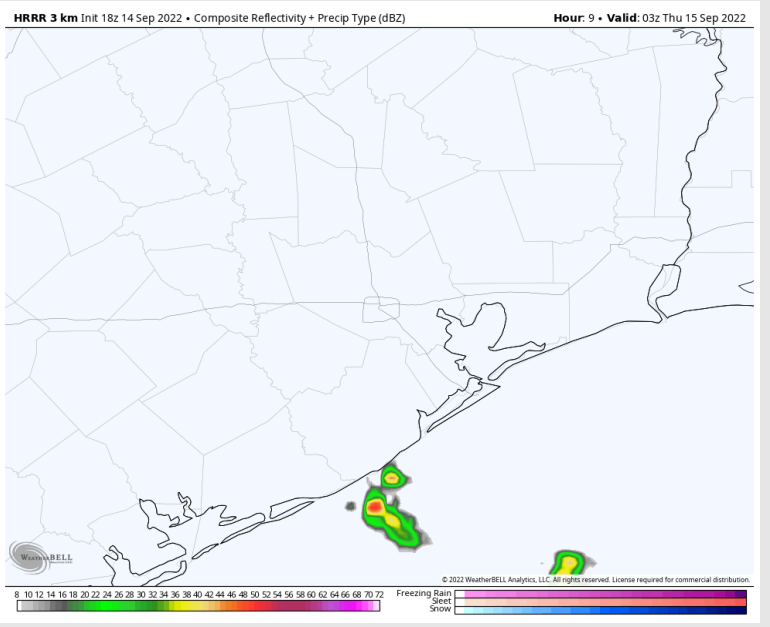 HRRR 3 km Init 18z 14 Sep 2022 • Composite Reflectivity + Precip Type (dBZ)
Hour: 9 • Valid: 03z Thu 15 Sep 2022
WEATHERBELL
© 2022 WeatherBELL Analytics, LLC. All rights reserved. License required for commercial distribution.
8 10 12 14 16 18 20 22 24 26 28 30 32 34 36 38 40 42 44 46 48 50 52 54 56 58 60 62 64 66 68 70 72
Freezing Rain
Sleet
Snow